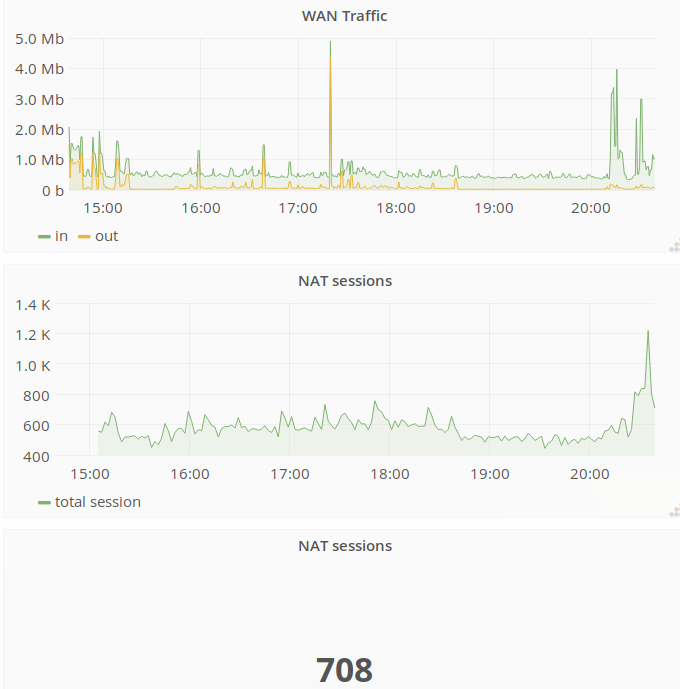 WAN Traffic
5.0 Mb
4.0 Mb
3.0 Mb
2.0 Mb
1.0 Mb
0 b
15:00 16:00 17:00 18:00 19:00 20:00
in out
NAT sessions
1.4 K
1.2 K
1.0 K
800
600
400
15:00 16:00 17:00 18:00 19:00 20:00
total session
NAT sessions
708